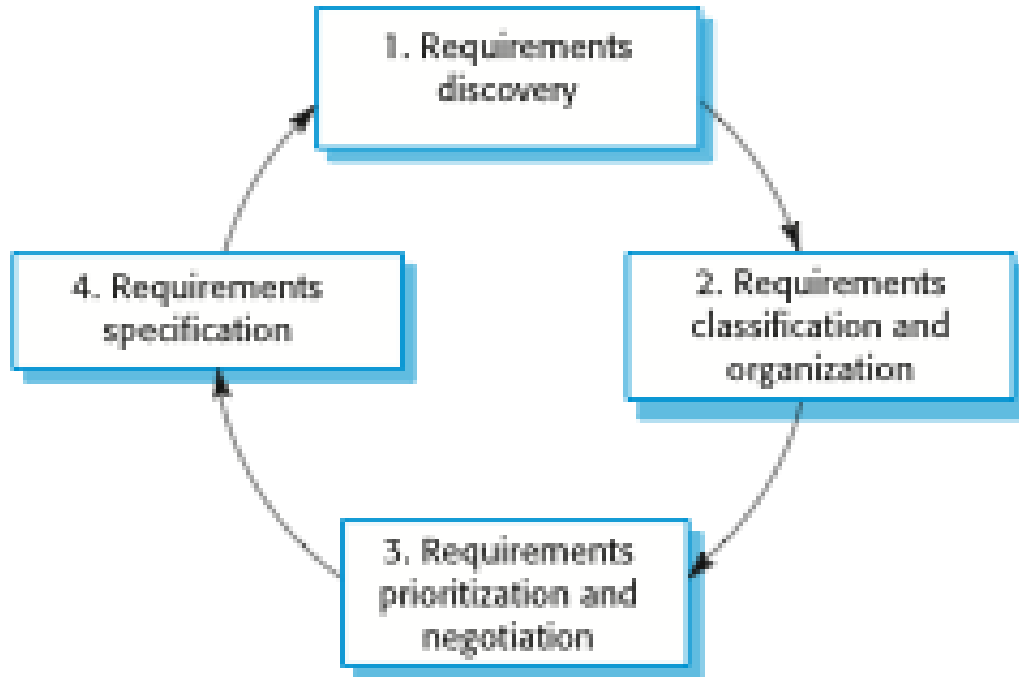 1. Requirements
discovery
2. Requirements
classification and
organization
3. Requirements
prioritization and
negotiation
4. Requirements
specification